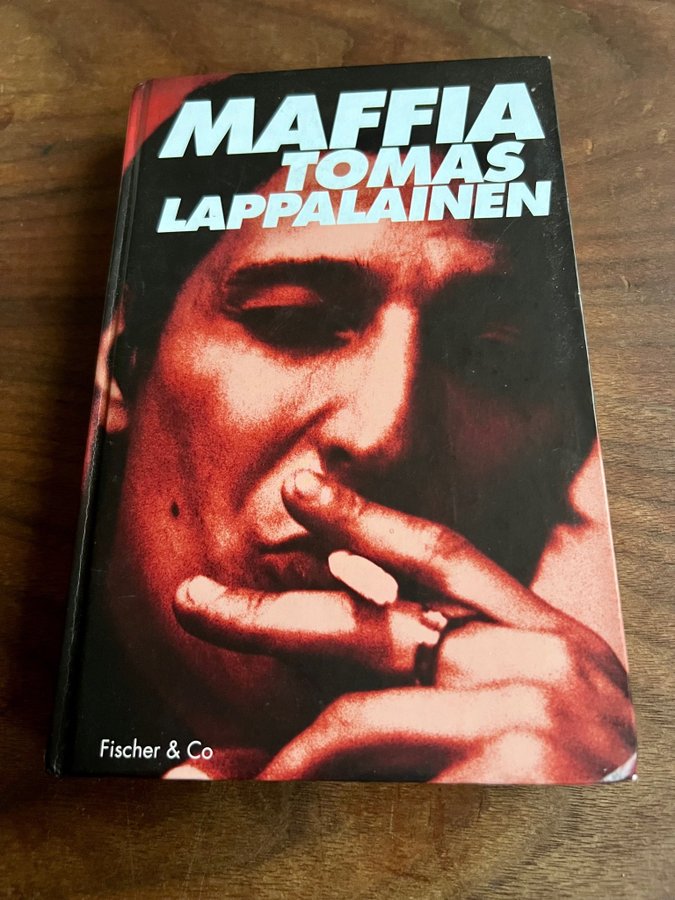 MAFFIA
TOMAS
LAPPALAINEN
Fischer & Co